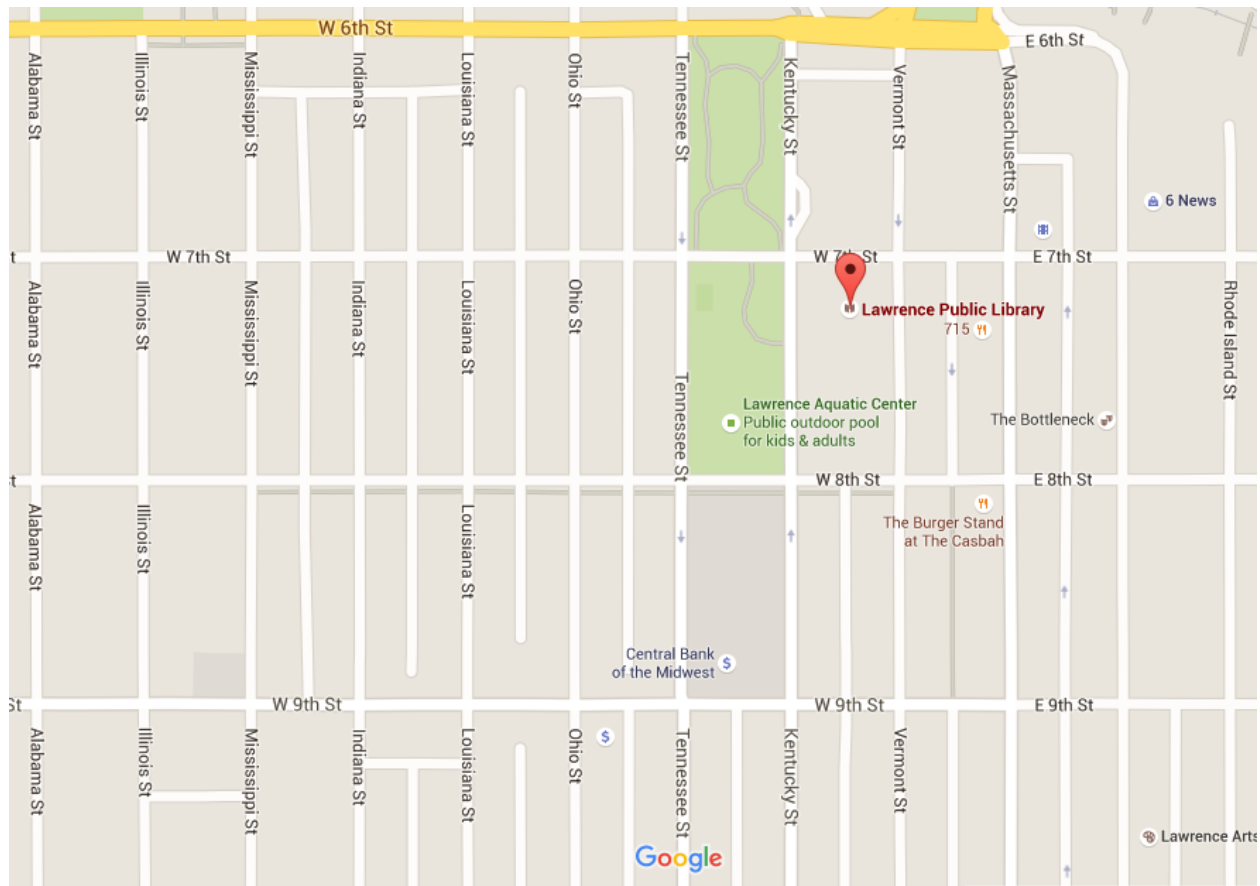 W 6th St
E 6th St
Alabama St
Illinois St
Mississippi St
Indiana St
Louisiana St
Ohio St
Tennessee St
Kentucky St
Vermont St
Massachusetts St
6 News
t
W 7th St
W 7th St
E 7th St
Alabama St
Illinois St
Mississippi St
Indiana St
Louisiana St
Ohio St
Rhode Island St
Lawrence Public Library
715
Tennessee St
Lawrence Aquatic Center
Public outdoor pool
for kids & adults
The Bottleneck
t
W 8th St
E 8th St
Alabama St
Illinois St
Louisiana St
The Burger Stand
at The Casbah
Central Bank
of the Midwest
$
St
W 9th St
W 9th St
E 9th St
Alabama St
Illinois St
Mississippi St
Indiana St
Louisiana St
Ohio St
$
Tennessee St
Kentucky St
Vermont St
Lawrence Arts
Google